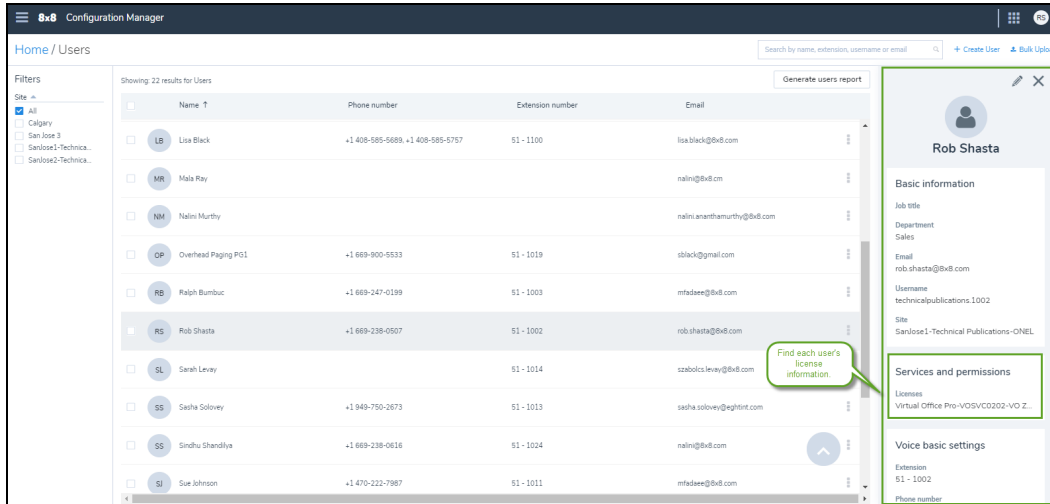 8x8 Configuration Manager
RS
Home / Users
Search by name, extension, username or email
+ Create User
Bulk Uplo
Filters
Site
All
Calgary
San Jose 3
SanJose1-Technica...
SanJose2-Technica...
Showing: 22 results for Users
Generate users report
Name ↑ Phone number Extension number Email
LB Lisa Black +1 408-585-5689, +1 408-585-5757 51 - 1100 lisa.black@8x8.com
MR Mala Ray nalini@8x8.cm
NM Nalini Murthy nalini.ananthamurthy@8x8.com
OP Overhead Paging PG1 +1 669-900-5533 51 - 1019 sblack@gmail.com
RB Ralph Bumbuc +1 669-247-0199 51 - 1003 mfadaee@8x8.com
RS Rob Shasta +1 669-238-0507 51 - 1002 rob.shasta@8x8.com
SL Sarah Levay 51 - 1014 szabolcs.levay@8x8.com
SS Sasha Solovey +1 949-750-2673 51 - 1013 sasha.solovey@eghtint.com
SS Sindhu Shandilya +1 669-238-0616 51 - 1024 nalini@8x8.com
SJ Sue Johnson +1 470-222-7987 51 - 1011 mfadaee@8x8.com
Find each user's
license
information.
Rob Shasta
Basic information
Job title
Department
Sales
Email
rob.shasta@8x8.com
Username
technicalpublications.1002
Site
SanJose1-Technical Publications-ONEL
Services and permissions
Licenses
Virtual Office Pro-VOSVC0202-VO Z...
Voice basic settings
Extension
51 - 1002
Phone number